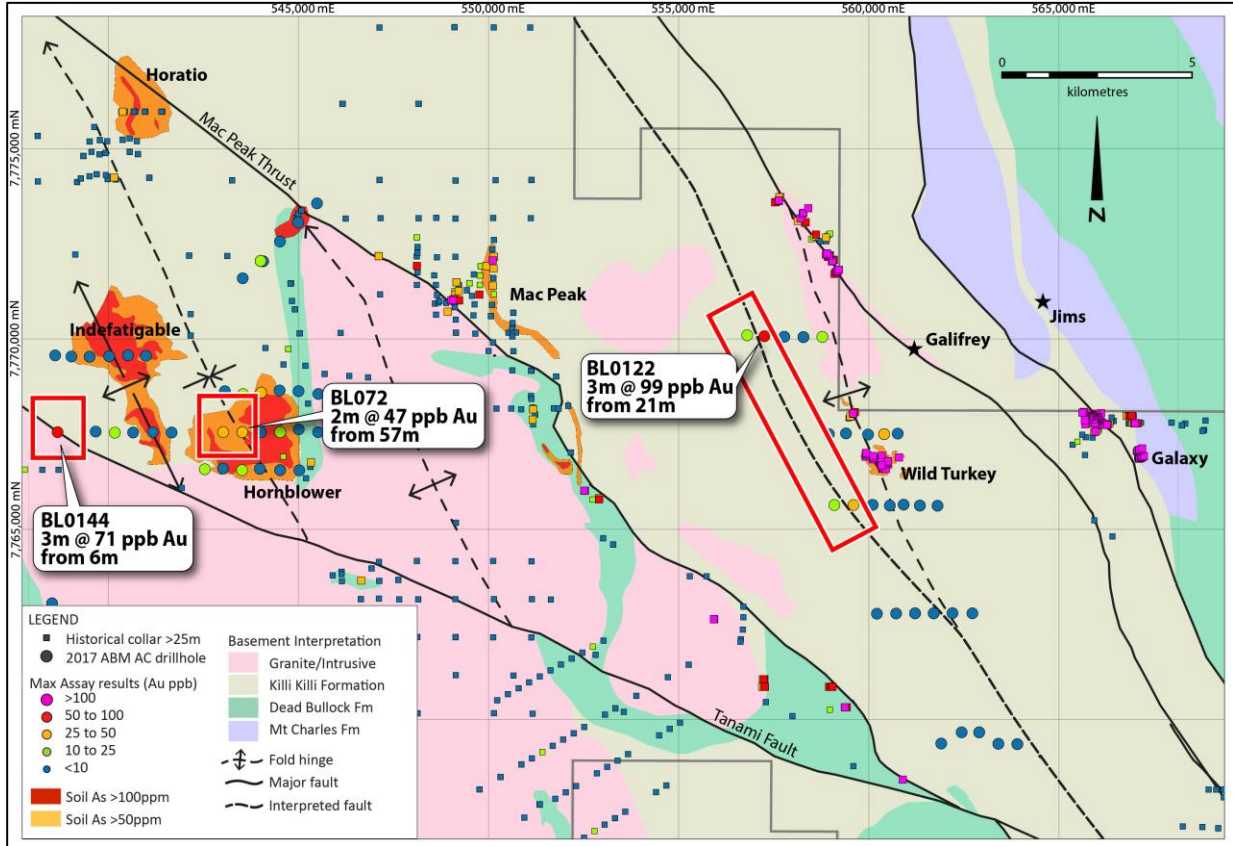 545,000 mE
550,000 mE
555,000 mE
560,000 mE
565,000 mE
7,775,000 mN
7,770,000 mN
7,765,000 mN
0
5
kilometres
N
Horatio
Mac Peak Thrust
Mac Peak
Indefatigable
Hornblower
Jims
Galifrey
Wild Turkey
Galaxy
Tanami Fault
BL0122
3m @ 99 ppb Au
from 21m
BL072
2m @ 47 ppb Au
from 57m
BL0144
3m @ 71 ppb Au
from 6m
LEGEND
Historical collar >25m
2017 ABM AC drillhole
Max Assay results (Au ppb)
>100
50 to 100
25 to 50
10 to 25
<10
Soil As >100ppm
Soil As >50ppm
Basement Interpretation
Granite/Intrusive
Killi Killi Formation
Dead Bullock Fm
Mt Charles Fm
Fold hinge
Major fault
Interpreted fault